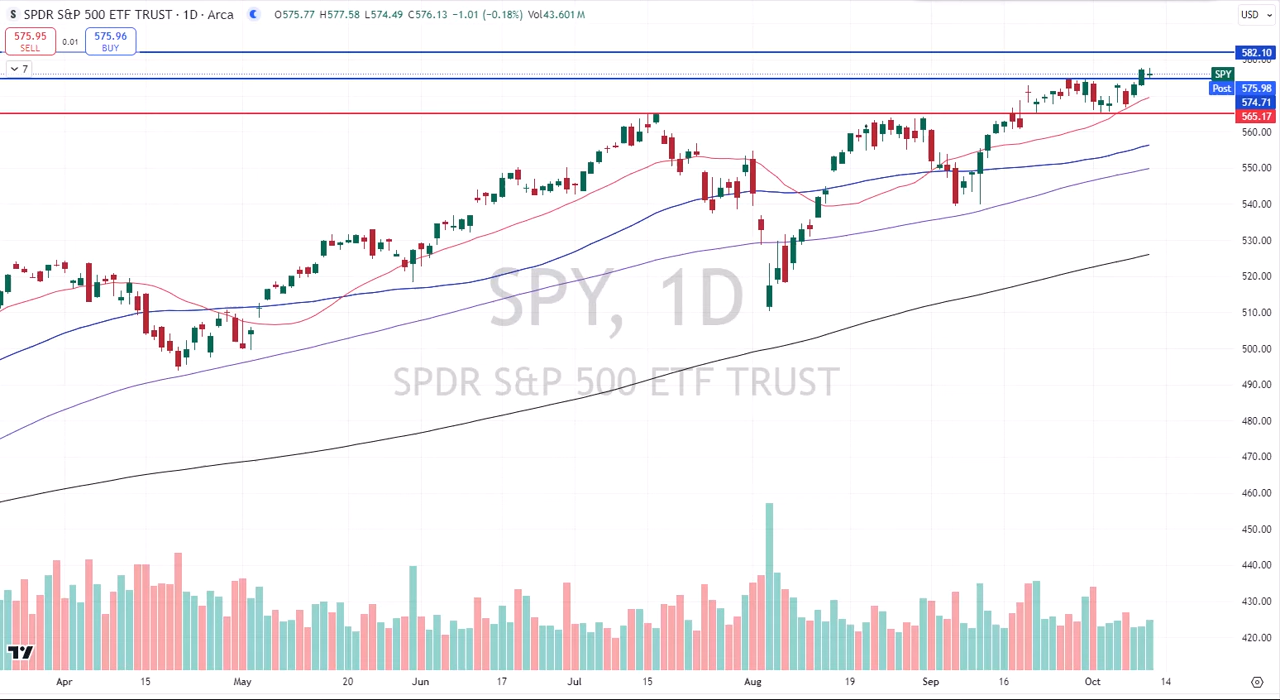 S SPDR S&P 500 ETF TRUST · 1D · Arca O575.77 H577.58 L574.49 C576.13 −1.01 (−0.18%) Vol43.601M
USD
575.95
SELL
0.01
575.96
BUY
7
582.10
580.00
SPY
Post 575.98
574.71
565.17
560.00
550.00
540.00
530.00
520.00
510.00
500.00
490.00
480.00
470.00
460.00
450.00
440.00
430.00
420.00
SPY, 1D
SPDR S&P 500 ETF TRUST
Apr 15 May 20 Jun 17 Jul 15 Aug 19 Sep 16 Oct 14